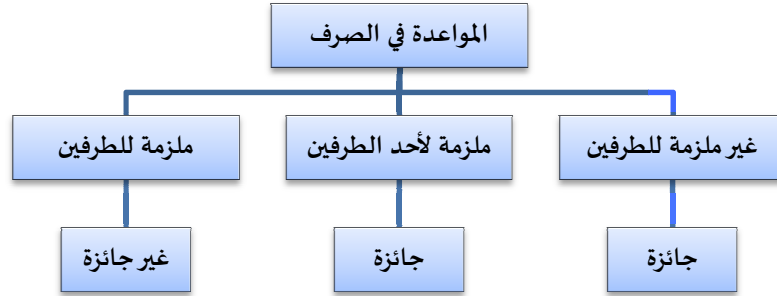 المواعدة في الصرف
غير ملزمة للطرفين
ملزمة لأحد الطرفين
ملزمة للطرفين
جائزة
جائزة
غير جائزة